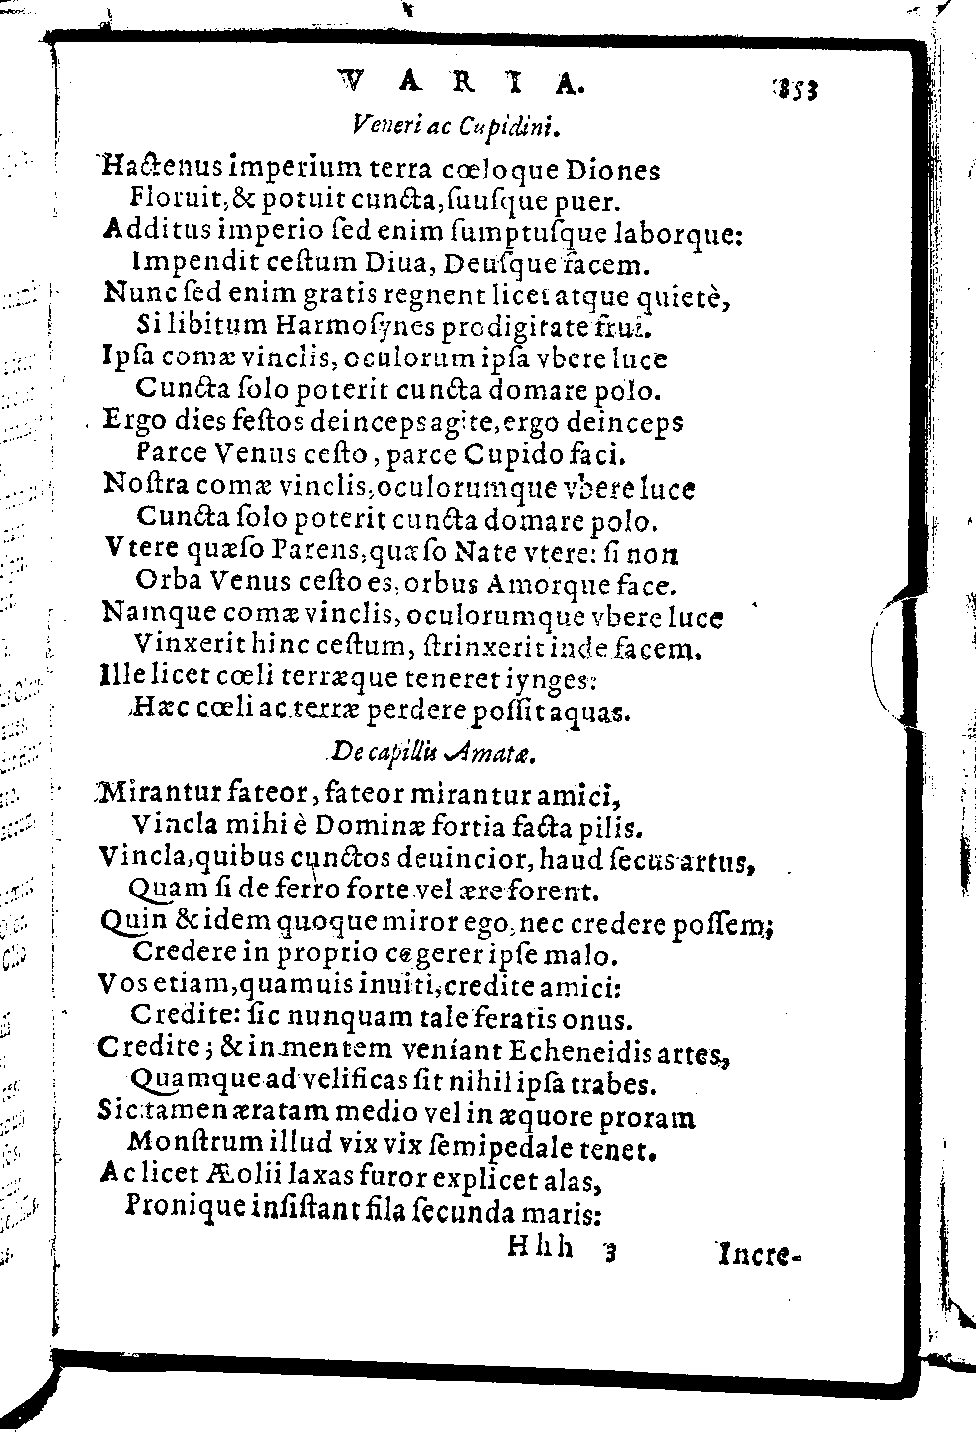 VARIA. 853
Veneri ac Cupidini.
Hactenus imperium terra cœloque Diones
Floruit, & potuit cuncta, ſuuſque puer.
Additus imperio ſed enim ſumptuſque laborque:
Impendit ceſtum Diua, Deuſque facem.
Nunc ſed enim gratis regnent licet atque quietè,
Si libitum Harmoſynes prodigitate frui.
Ipſa comæ vinclis, oculorum ipſa vbere luce
Cuncta ſolo poterit cuncta domare polo.
Ergo dies feſtos deinceps agite, ergo deinceps
Parce Venus ceſto, parce Cupido faci.
Noſtra comæ vinclis, oculorumque vbere luce
Cuncta ſolo poterit cuncta domare polo.
Vtere quæſo Parens, quæſo Nate vtere: ſi non
Orba Venus ceſto es, orbus Amorque face.
Namque comæ vinclis, oculorumque vbere luce
Vinxerit hinc ceſtum, ſtrinxerit inde facem.
Ille licet cœli terræque teneret iynges:
Hæc cœli ac terræ perdere poſſit aquas.
De capillis Amatæ.
Mirantur fateor, fateor mirantur amici,
Vincla mihi è Dominæ fortia facta pilis.
Vincla, quibus cunctos deuincior, haud ſecus artus,
Quam ſi de ferro forte vel ære forent.
Quin & idem quoque miror ego, nec credere poſſem;
Credere in proprio cogerer ipſe malo.
Vos etiam, quamuis inuiti, credite amici:
Credite: ſic nunquam tale feratis onus.
Credite; & in mentem veniant Echeneidis artes,
Quamque ad velificas ſit nihil ipſa trabes.
Sic tamen æratam medio vel in æquore proram
Monſtrum illud vix vix ſemipedale tenet.
Ac licet Æolii laxas furor explicet alas,
Pronique inſiſtant fila ſecunda maris:
Hhh 3 Incre-